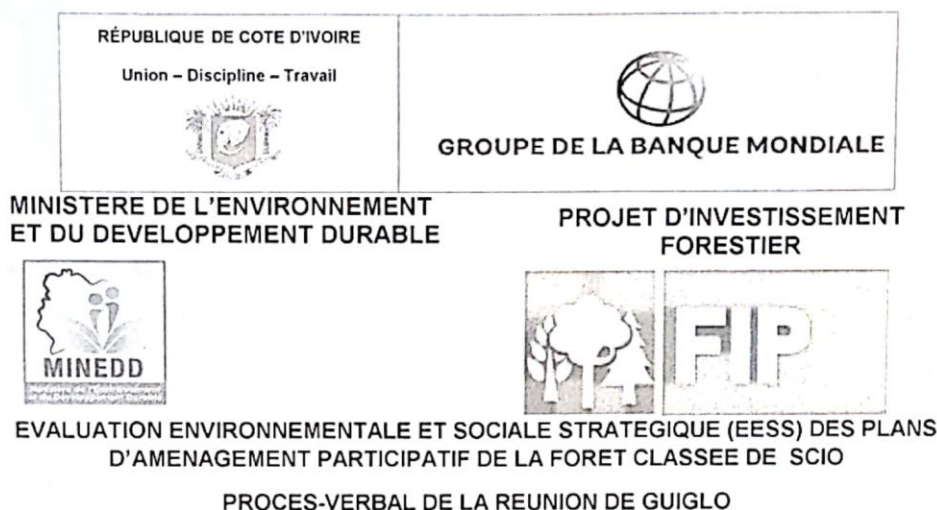 RÉPUBLIQUE DE COTE D'IVOIRE
Union – Discipline – Travail
GROUPE DE LA BANQUE MONDIALE
MINISTERE DE L'ENVIRONNEMENT
ET DU DEVELOPPEMENT DURABLE
PROJET D'INVESTISSEMENT
FORESTIER
MINEDD
FIP
EVALUATION ENVIRONNEMENTALE ET SOCIALE STRATEGIQUE (EESS) DES PLANS
D'AMENAGEMENT PARTICIPATIF DE LA FORET CLASSEE DE SCIO
PROCES-VERBAL DE LA REUNION DE GUIGLO